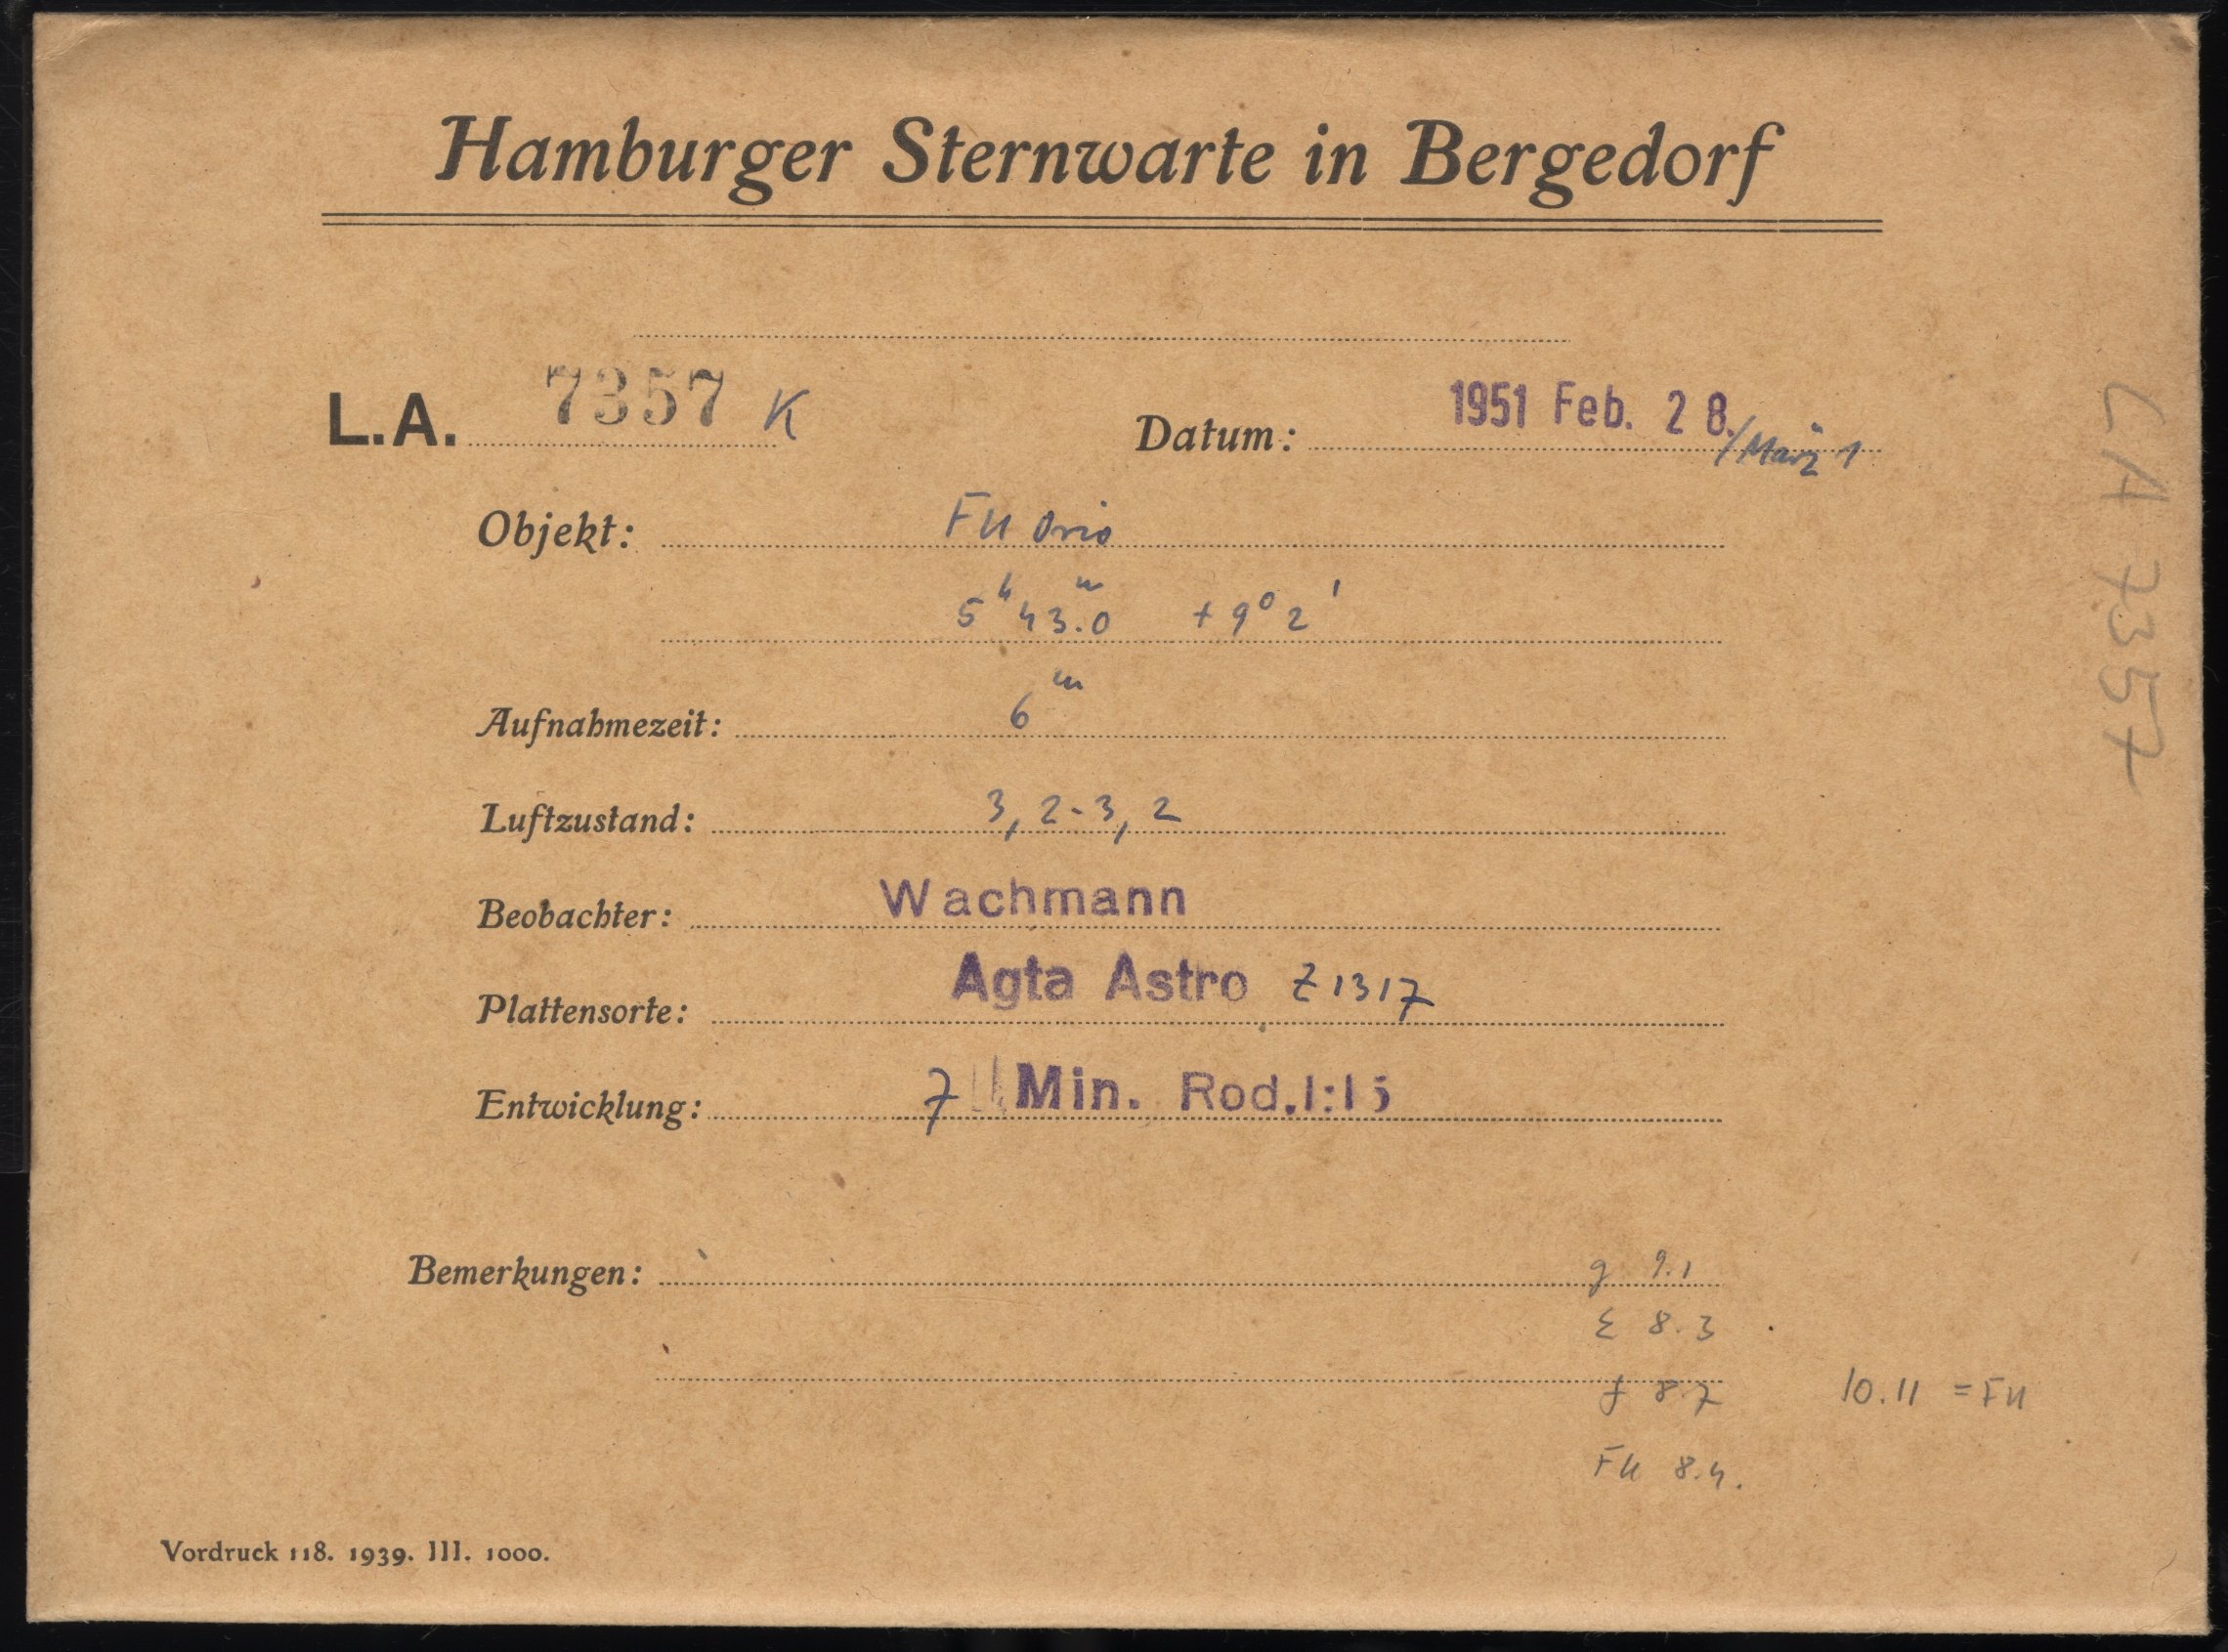 Hamburger Sternwarte in Bergedorf
L.A. 7357 K
Datum: 1951 Feb. 28./März 1
Objekt: FU Orio
5ʰ 43.0ᵐ +9° 2'
Aufnahmezeit: 6ᵐ
Luftzustand: 3, 2-3, 2
Beobachter: Wachmann
Plattensorte: Agfa Astro Z1317
Entwicklung: 7 Min. Rod. 1:15
Bemerkungen: g 9.1
ε 8.3
f 8.7 10.11 = FU
FU 8.4.
Vordruck 118. 1939. III. 1000.
LA 7357